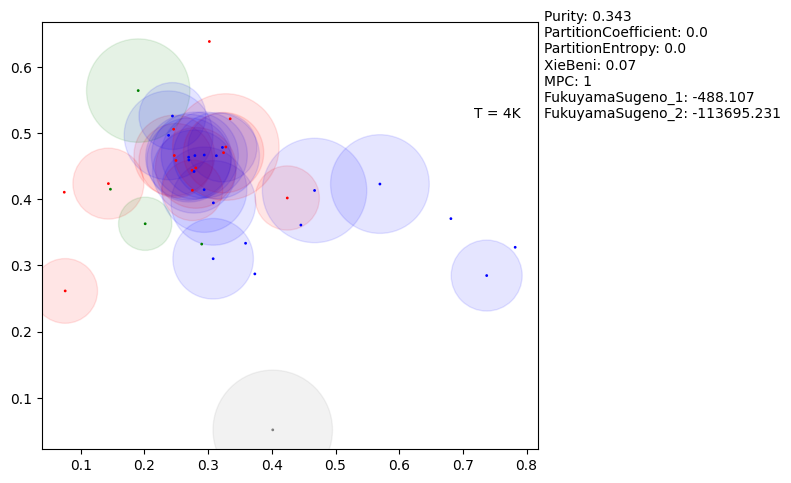 Purity: 0.343
PartitionCoefficient: 0.0
PartitionEntropy: 0.0
XieBeni: 0.07
MPC: 1
FukuyamaSugeno_1: -488.107
FukuyamaSugeno_2: -113695.231
T = 4K
0.6
0.5
0.4
0.3
0.2
0.1
0.1 0.2 0.3 0.4 0.5 0.6 0.7 0.8